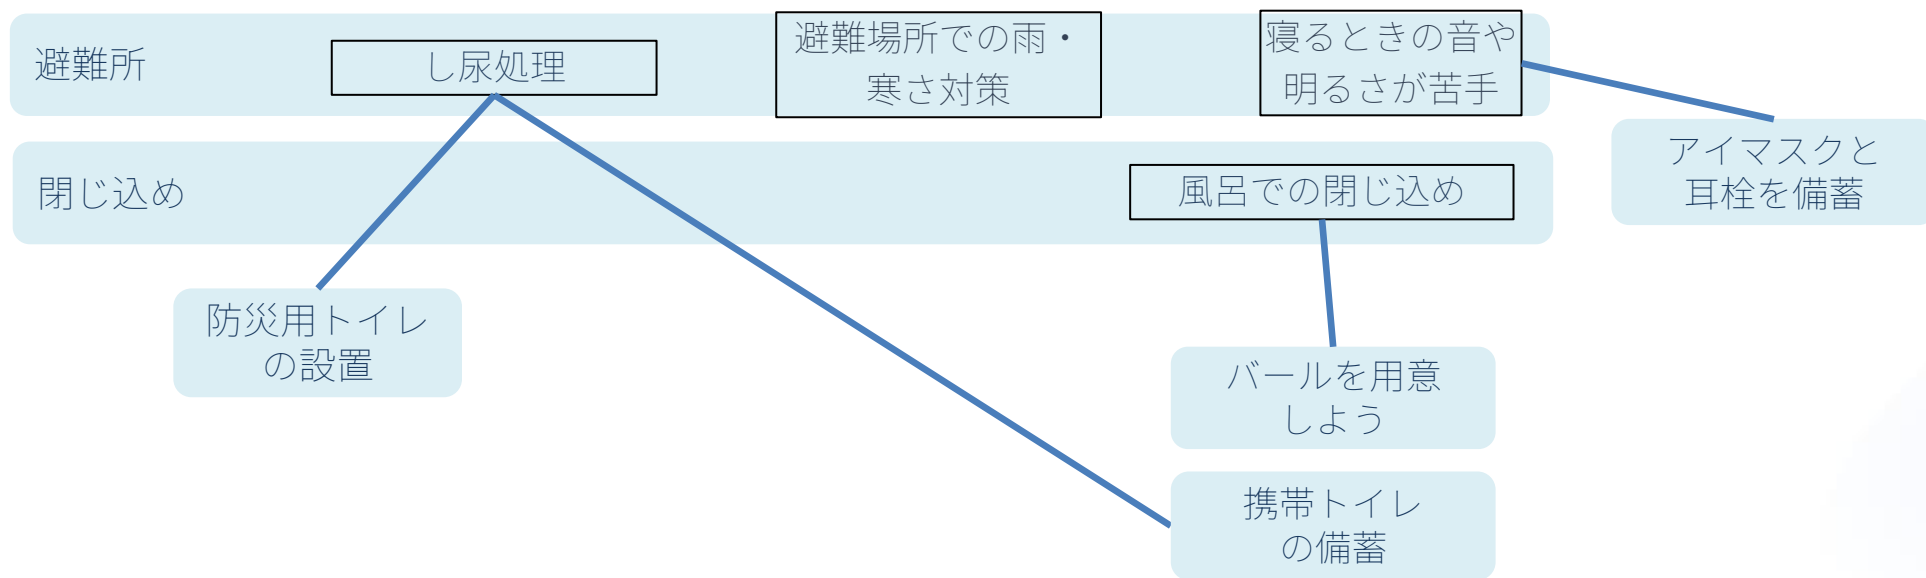 避難所
し尿処理
避難場所での雨・
寒さ対策
寝るときの音や
明るさが苦手
アイマスクと
耳栓を備蓄
閉じ込め
風呂での閉じ込め
防災用トイレ
の設置
バールを用意
しよう
携帯トイレ
の備蓄